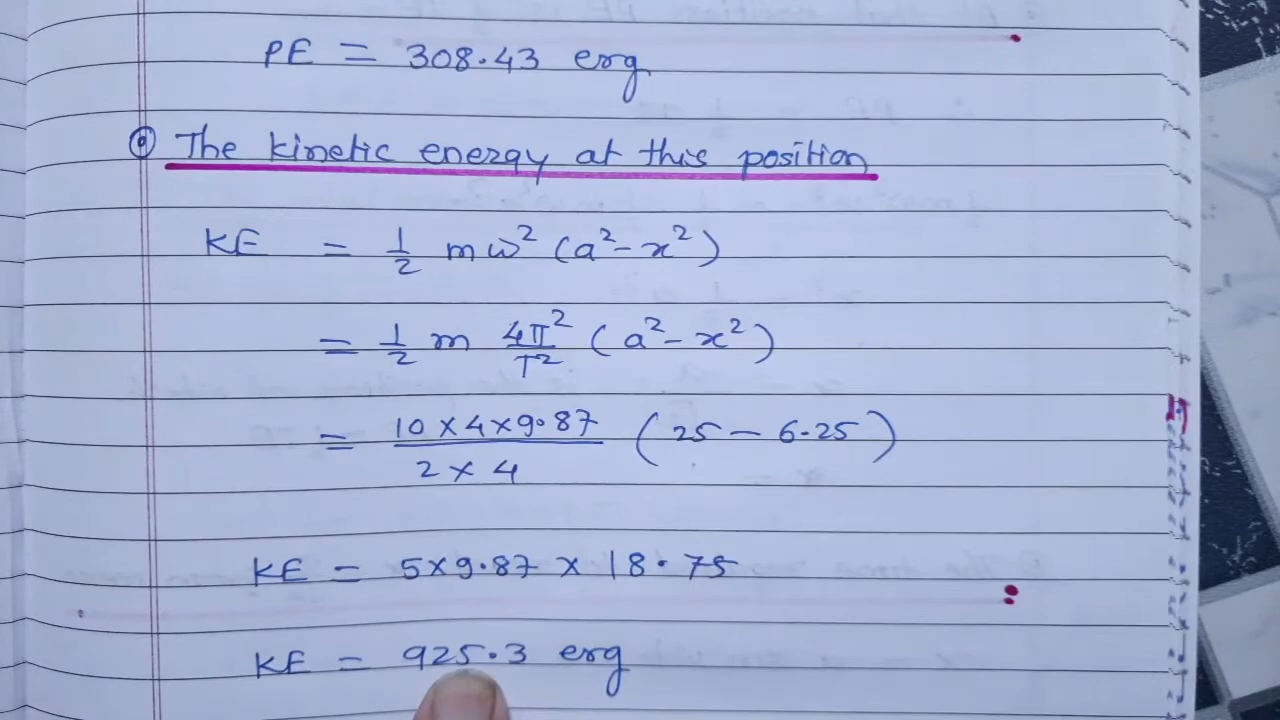 PE = 308.43 erg
⑥ The kinetic energy at this position
KE = 1/2 m ω² (a² - x²)
= 1/2 m 4π²/T² (a² - x²)
= 10 × 4 × 9.87 / 2 × 4 (25 - 6.25)
KE = 5 × 9.87 × 18.75
KE = 925.3 erg